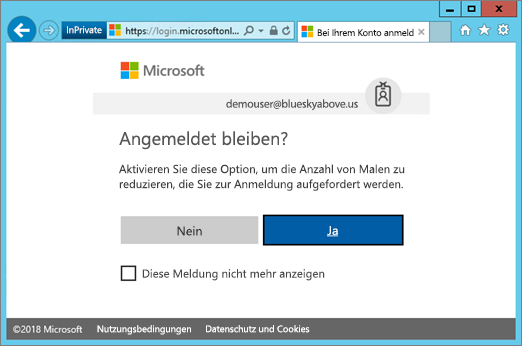 InPrivate
https://login.microsoftonl...
Bei Ihrem Konto anmeld
Microsoft
demouser@blueskyabove.us
Angemeldet bleiben?
Aktivieren Sie diese Option, um die Anzahl von Malen zu
reduzieren, die Sie zur Anmeldung aufgefordert werden.
Nein
Ja
Diese Meldung nicht mehr anzeigen
©2018 Microsoft Nutzungsbedingungen Datenschutz und Cookies